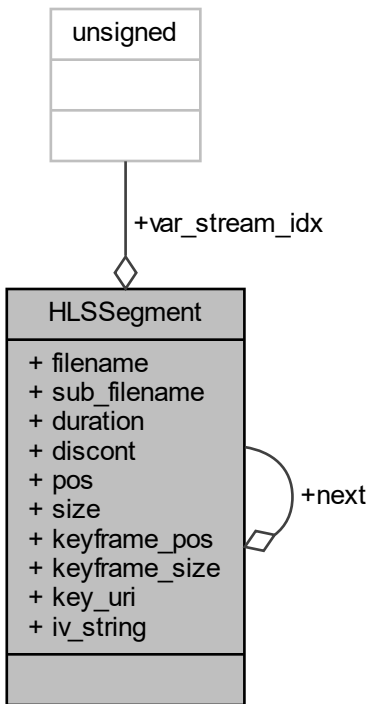 unsigned
+var_stream_idx
HLSSegment
+ filename
+ sub_filename
+ duration
+ discont
+ pos
+ size
+ keyframe_pos
+ keyframe_size
+ key_uri
+ iv_string
+next